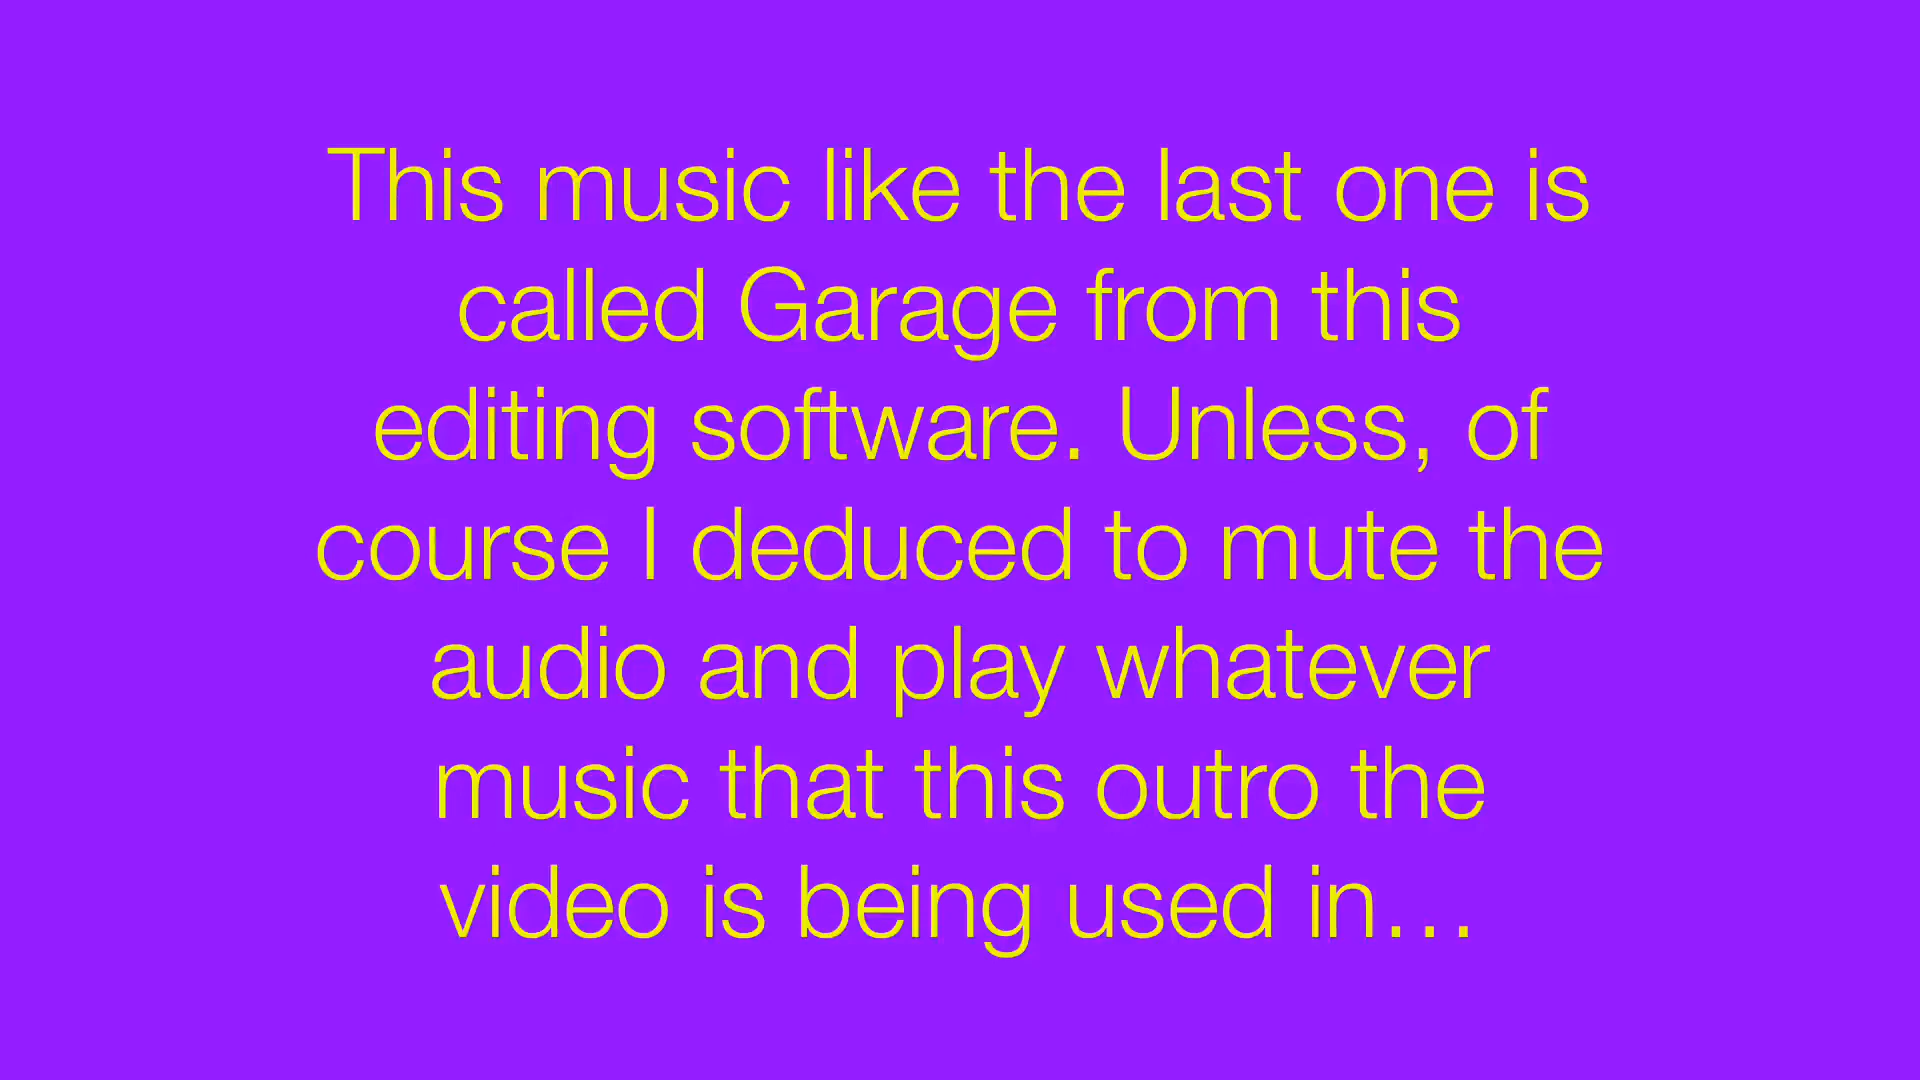 This music like the last one is
called Garage from this
editing software. Unless, of
course I deduced to mute the
audio and play whatever
music that this outro the
video is being used in...